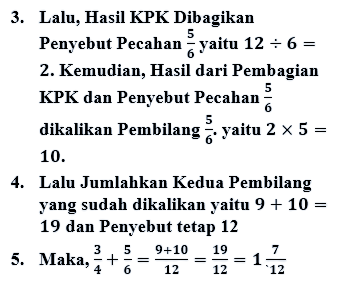 3. Lalu, Hasil KPK Dibagikan
Penyebut Pecahan 5/6 yaitu 12 ÷ 6 =
2. Kemudian, Hasil dari Pembagian
KPK dan Penyebut Pecahan 5/6
dikalikan Pembilang 5/6. yaitu 2 × 5 =
10.
4. Lalu Jumlahkan Kedua Pembilang
yang sudah dikalikan yaitu 9 + 10 =
19 dan Penyebut tetap 12
5. Maka, 3/4 + 5/6 = 9+10/12 = 19/12 = 1 7/12